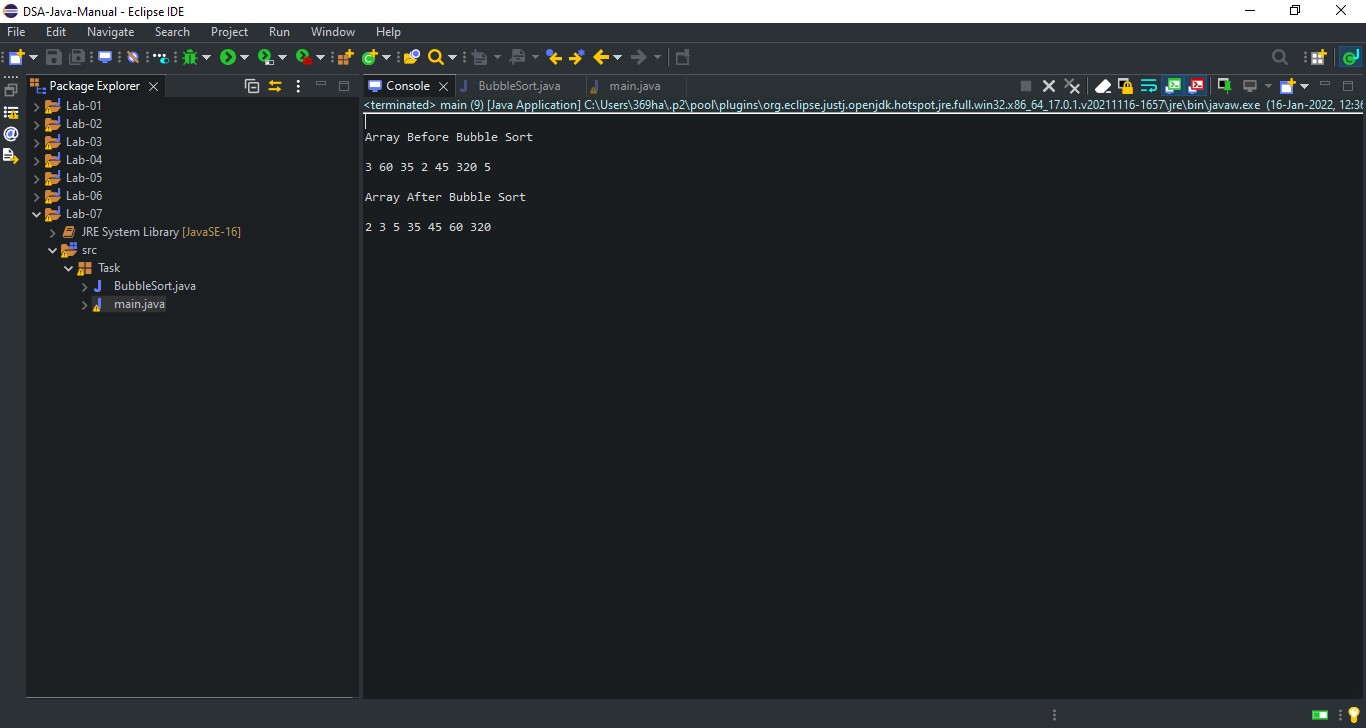 DSA-Java-Manual - Eclipse IDE
File Edit Navigate Search Project Run Window Help
Package Explorer
Lab-01
Lab-02
Lab-03
Lab-04
Lab-05
Lab-06
Lab-07
JRE System Library [JavaSE-16]
src
Task
BubbleSort.java
main.java
Console BubbleSort.java main.java
<terminated> main (9) [Java Application] C:\Users\369ha\.p2\pool\plugins\org.eclipse.justj.openjdk.hotspot.jre.full.win32.x86_64_17.0.1.v20211116-1657\jre\bin\javaw.exe (16-Jan-2022, 12:36
Array Before Bubble Sort
3 60 35 2 45 320 5
Array After Bubble Sort
2 3 5 35 45 60 320